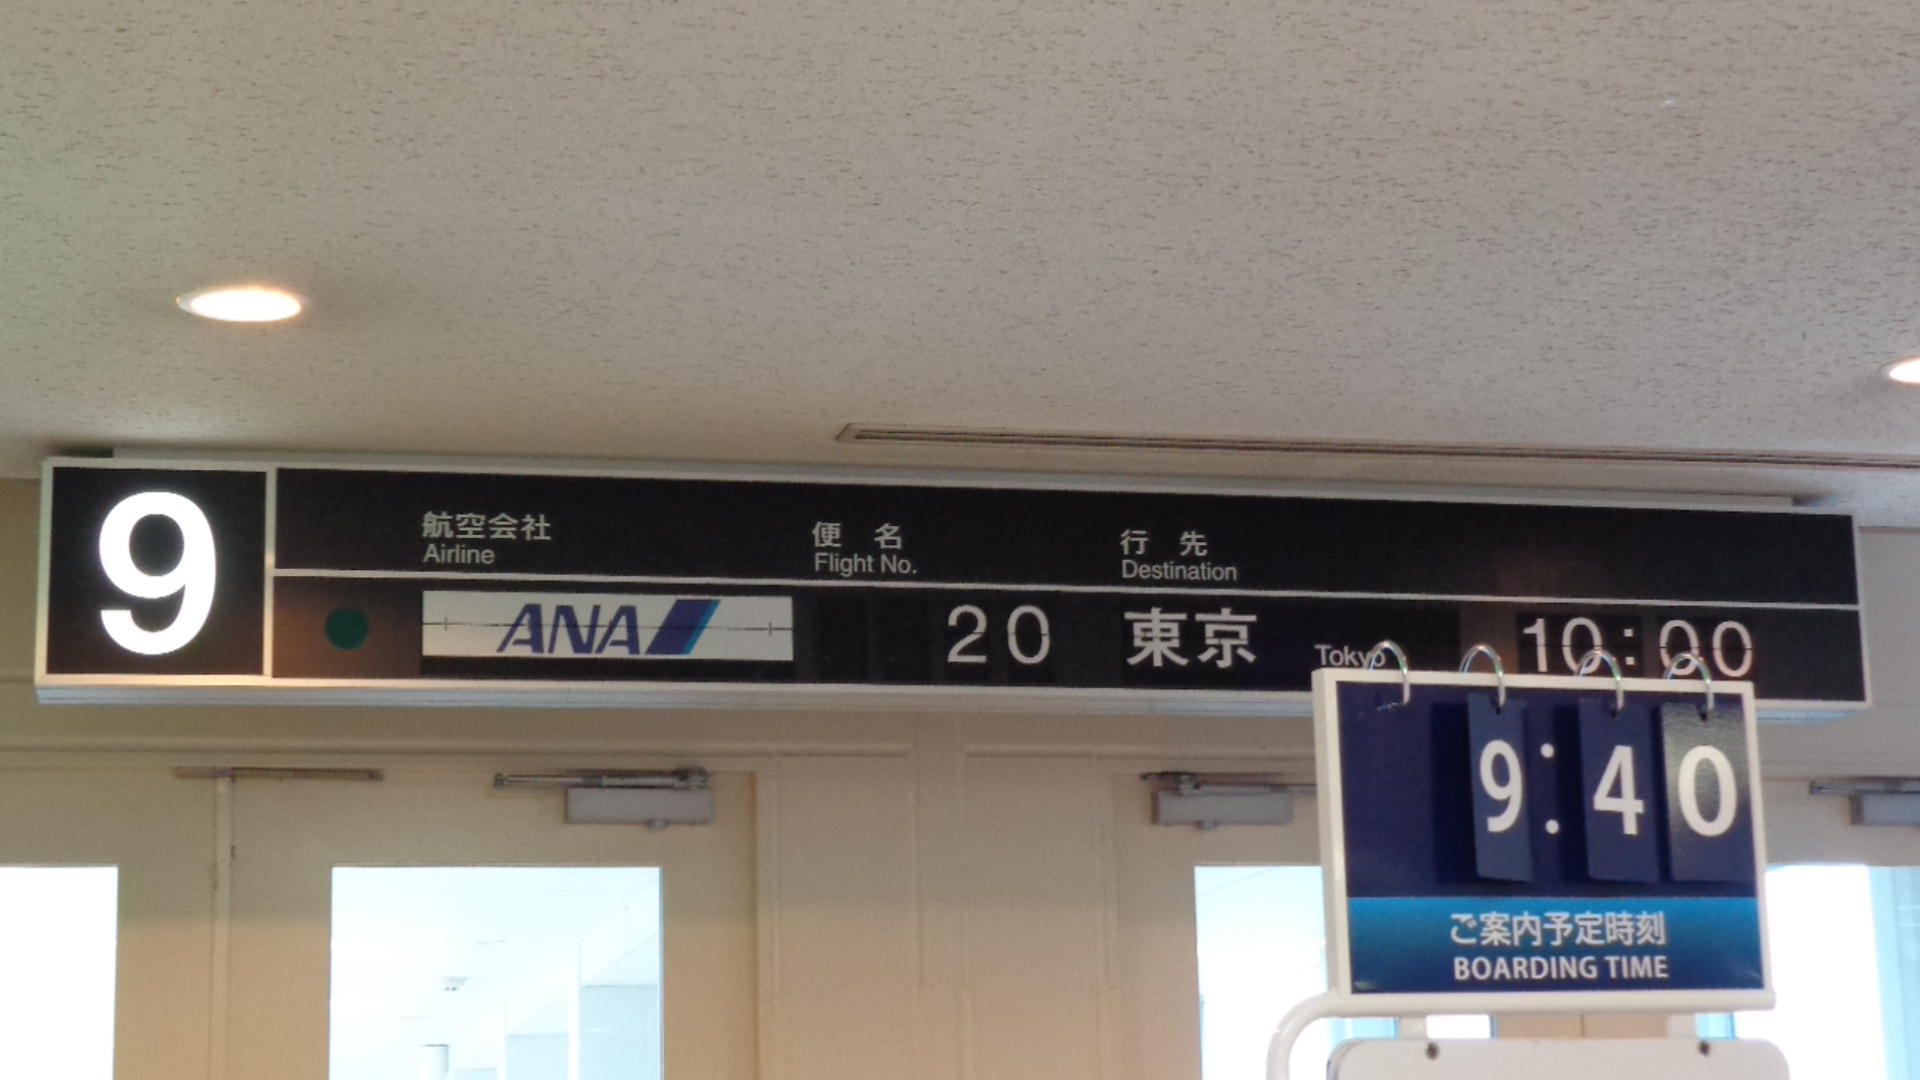 9
航空会社 便名 行先
Airline Flight No. Destination
ANA 20 東京 Tokyo 10:00
9:40
ご案内予定時刻
BOARDING TIME